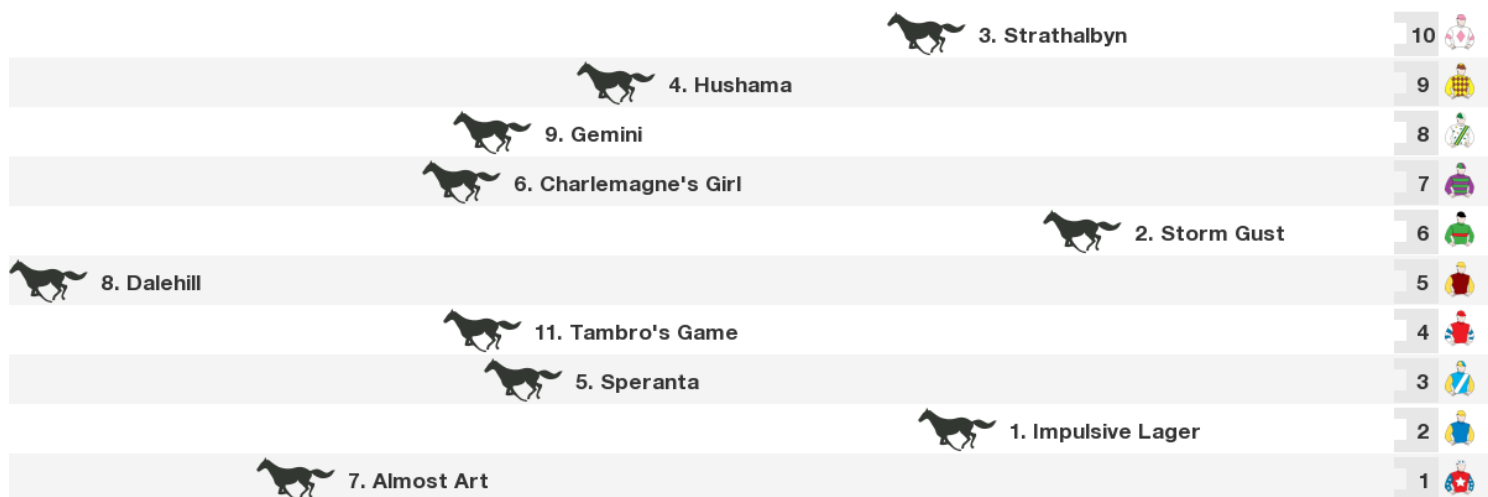 3. Strathalbyn 10
4. Hushama 9
9. Gemini 8
6. Charlemagne's Girl 7
2. Storm Gust 6
8. Dalehill 5
11. Tambro's Game 4
5. Speranta 3
1. Impulsive Lager 2
7. Almost Art 1